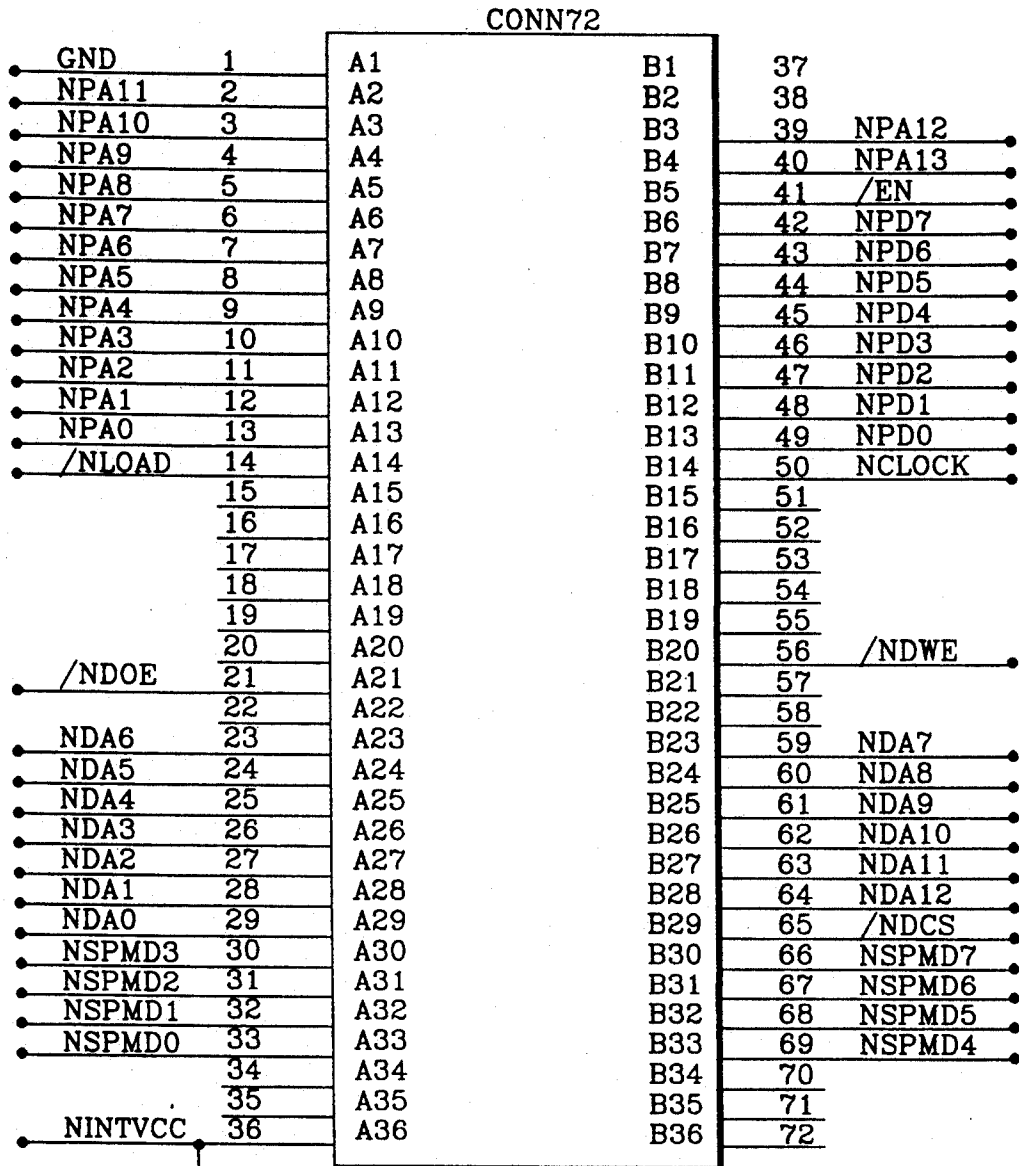 CONN72
GND 1 A1 B1 37
NPA11 2 A2 B2 38
NPA10 3 A3 B3 39 NPA12
NPA9 4 A4 B4 40 NPA13
NPA8 5 A5 B5 41 /EN
NPA7 6 A6 B6 42 NPD7
NPA6 7 A7 B7 43 NPD6
NPA5 8 A8 B8 44 NPD5
NPA4 9 A9 B9 45 NPD4
NPA3 10 A10 B10 46 NPD3
NPA2 11 A11 B11 47 NPD2
NPA1 12 A12 B12 48 NPD1
NPA0 13 A13 B13 49 NPD0
/NLOAD 14 A14 B14 50 NCLOCK
15 A15 B15 51
16 A16 B16 52
17 A17 B17 53
18 A18 B18 54
19 A19 B19 55
20 A20 B20 56 /NDWE
/NDOE 21 A21 B21 57
22 A22 B22 58
NDA6 23 A23 B23 59 NDA7
NDA5 24 A24 B24 60 NDA8
NDA4 25 A25 B25 61 NDA9
NDA3 26 A26 B26 62 NDA10
NDA2 27 A27 B27 63 NDA11
NDA1 28 A28 B28 64 NDA12
NDA0 29 A29 B29 65 /NDCS
NSPMD3 30 A30 B30 66 NSPMD7
NSPMD2 31 A31 B31 67 NSPMD6
NSPMD1 32 A32 B32 68 NSPMD5
NSPMD0 33 A33 B33 69 NSPMD4
34 A34 B34 70
35 A35 B35 71
NINTVCC 36 A36 B36 72